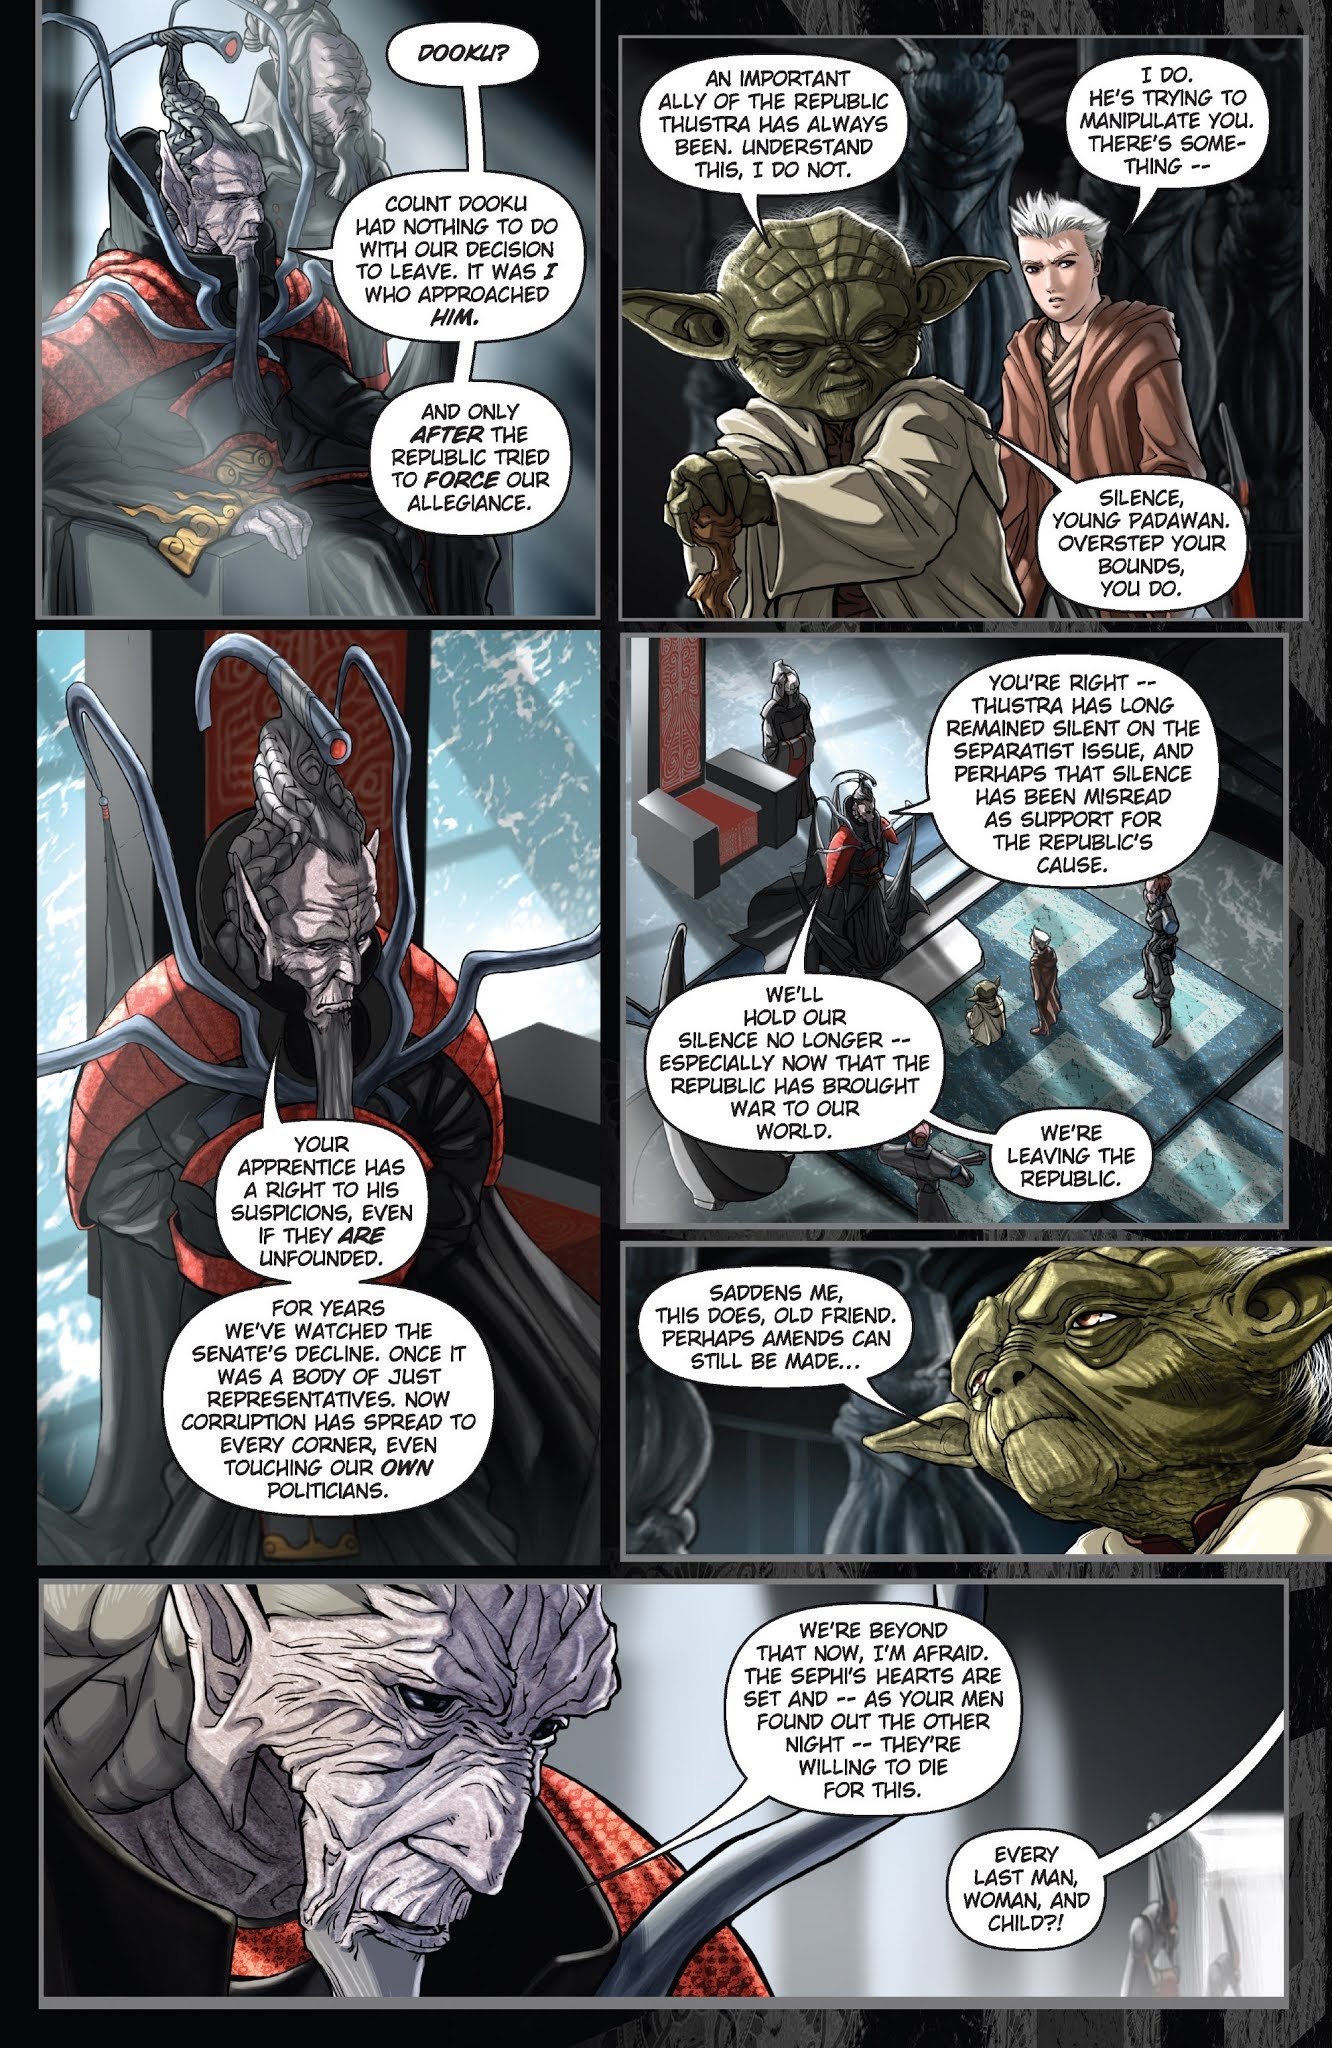 DOOKU?
COUNT DOOKU
HAD NOTHING TO DO
WITH OUR DECISION
TO LEAVE. IT WAS I
WHO APPROACHED
HIM.
AND ONLY
AFTER THE
REPUBLIC TRIED
TO FORCE OUR
ALLEGIANCE.
AN IMPORTANT
ALLY OF THE REPUBLIC
THUSTRA HAS ALWAYS
BEEN. UNDERSTAND
THIS, I DO NOT.
I DO.
HE'S TRYING TO
MANIPULATE YOU.
THERE'S SOME-
THING --
SILENCE,
YOUNG PADAWAN.
OVERSTEP YOUR
BOUNDS,
YOU DO.
YOUR
APPRENTICE HAS
A RIGHT TO HIS
SUSPICIONS, EVEN
IF THEY ARE
UNFOUNDED.
FOR YEARS
WE'VE WATCHED THE
SENATE'S DECLINE. ONCE IT
WAS A BODY OF JUST
REPRESENTATIVES. NOW
CORRUPTION HAS SPREAD TO
EVERY CORNER, EVEN
TOUCHING OUR OWN
POLITICIANS.
YOU'RE RIGHT --
THUSTRA HAS LONG
REMAINED SILENT ON THE
SEPARATIST ISSUE, AND
PERHAPS THAT SILENCE
HAS BEEN MISREAD
AS SUPPORT FOR
THE REPUBLIC'S
CAUSE.
WE'LL
HOLD OUR
SILENCE NO LONGER --
ESPECIALLY NOW THAT THE
REPUBLIC HAS BROUGHT
WAR TO OUR
WORLD.
WE'RE
LEAVING THE
REPUBLIC.
SADDENS ME,
THIS DOES, OLD FRIEND.
PERHAPS AMENDS CAN
STILL BE MADE...
WE'RE BEYOND
THAT NOW, I'M AFRAID.
THE SEPHI'S HEARTS ARE
SET AND -- AS YOUR MEN
FOUND OUT THE OTHER
NIGHT -- THEY'RE
WILLING TO DIE
FOR THIS.
EVERY
LAST MAN,
WOMAN, AND
CHILD?!